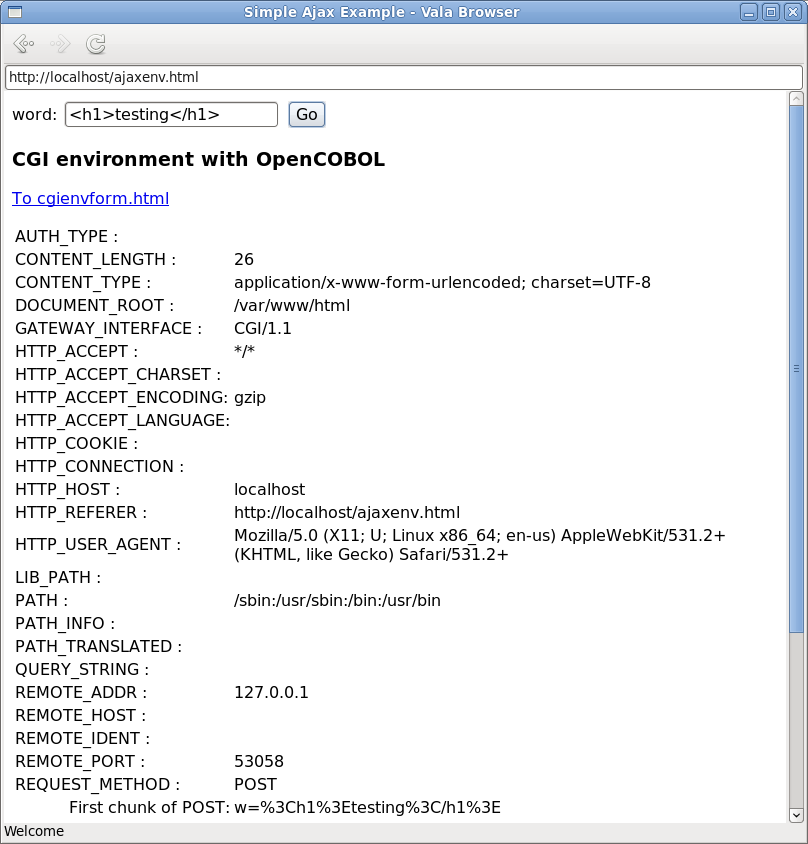 Simple Ajax Example - Vala Browser
http://localhost/ajaxenv.html
word: <h1>testing</h1> Go
CGI environment with OpenCOBOL
To cgienvform.html
AUTH_TYPE :
CONTENT_LENGTH : 26
CONTENT_TYPE : application/x-www-form-urlencoded; charset=UTF-8
DOCUMENT_ROOT : /var/www/html
GATEWAY_INTERFACE : CGI/1.1
HTTP_ACCEPT : */*
HTTP_ACCEPT_CHARSET :
HTTP_ACCEPT_ENCODING: gzip
HTTP_ACCEPT_LANGUAGE:
HTTP_COOKIE :
HTTP_CONNECTION :
HTTP_HOST : localhost
HTTP_REFERER : http://localhost/ajaxenv.html
HTTP_USER_AGENT : Mozilla/5.0 (X11; U; Linux x86_64; en-us) AppleWebKit/531.2+
(KHTML, like Gecko) Safari/531.2+
LIB_PATH :
PATH : /sbin:/usr/sbin:/bin:/usr/bin
PATH_INFO :
PATH_TRANSLATED :
QUERY_STRING :
REMOTE_ADDR : 127.0.0.1
REMOTE_HOST :
REMOTE_IDENT :
REMOTE_PORT : 53058
REQUEST_METHOD : POST
First chunk of POST: w=%3Ch1%3Etesting%3C/h1%3E
Welcome